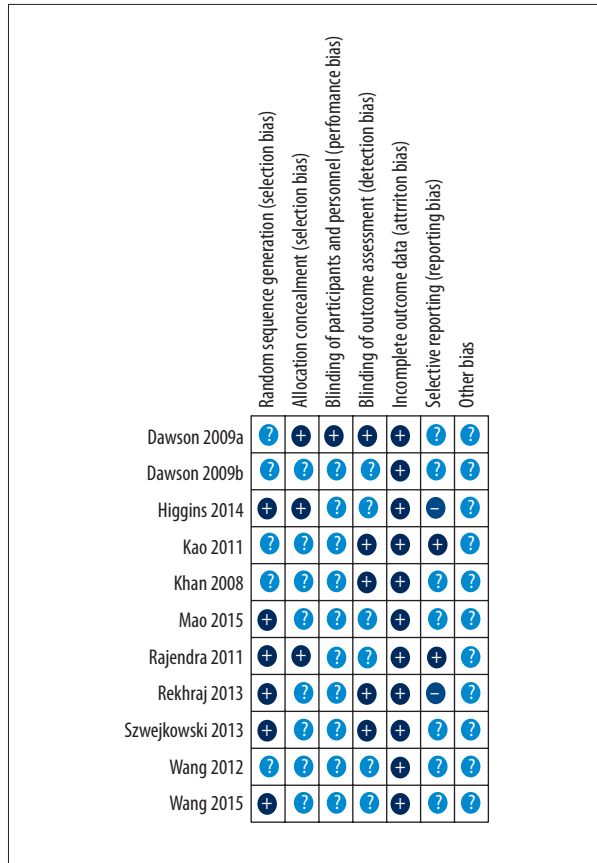 Random sequence generation (selection bias)
Allocation concealment (selection bias)
Blinding of participants and personnel (perfomance bias)
Blinding of outcome assessment (detection bias)
Incomplete outcome data (attrriton bias)
Selective reporting (reporting bias)
Other bias
Dawson 2009a ? + + + + ? ?
Dawson 2009b ? ? ? ? + ? ?
Higgins 2014 + + ? ? + − ?
Kao 2011 ? ? ? + + + ?
Khan 2008 ? ? ? + + ? ?
Mao 2015 + ? ? ? + ? ?
Rajendra 2011 + + ? ? + + ?
Rekhraj 2013 + ? ? + + − ?
Szwejkowski 2013 + ? ? + + ? ?
Wang 2012 ? ? ? ? + ? ?
Wang 2015 + ? ? ? + ? ?